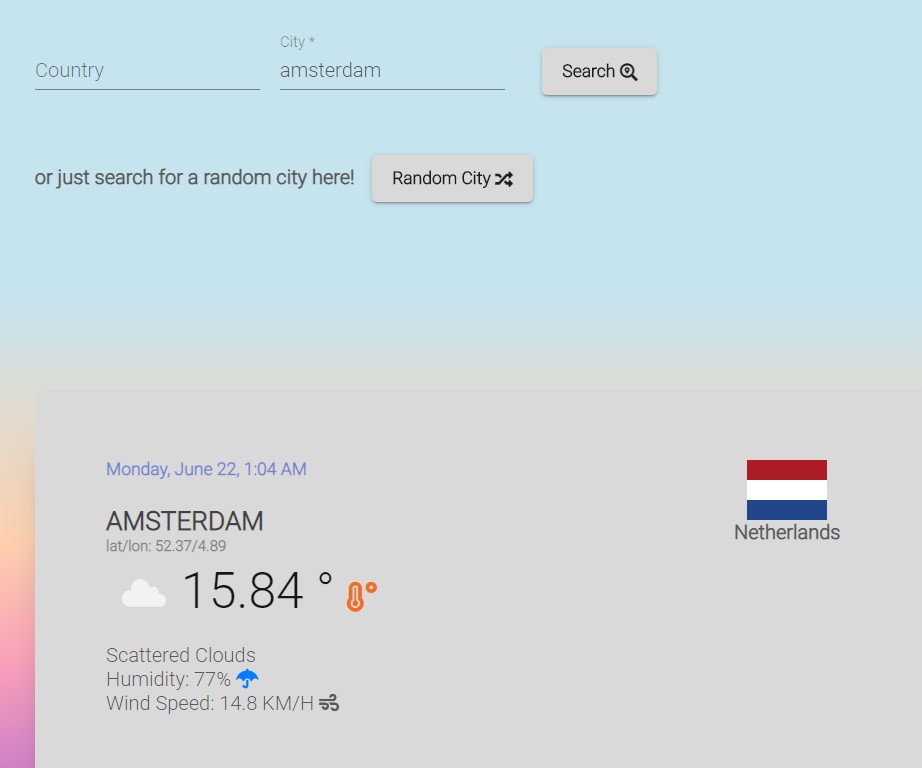 City *
Country
amsterdam
Search
or just search for a random city here!
Random City
Monday, June 22, 1:04 AM
AMSTERDAM
lat/lon: 52.37/4.89
Netherlands
15.84 °
Scattered Clouds
Humidity: 77%
Wind Speed: 14.8 KM/H